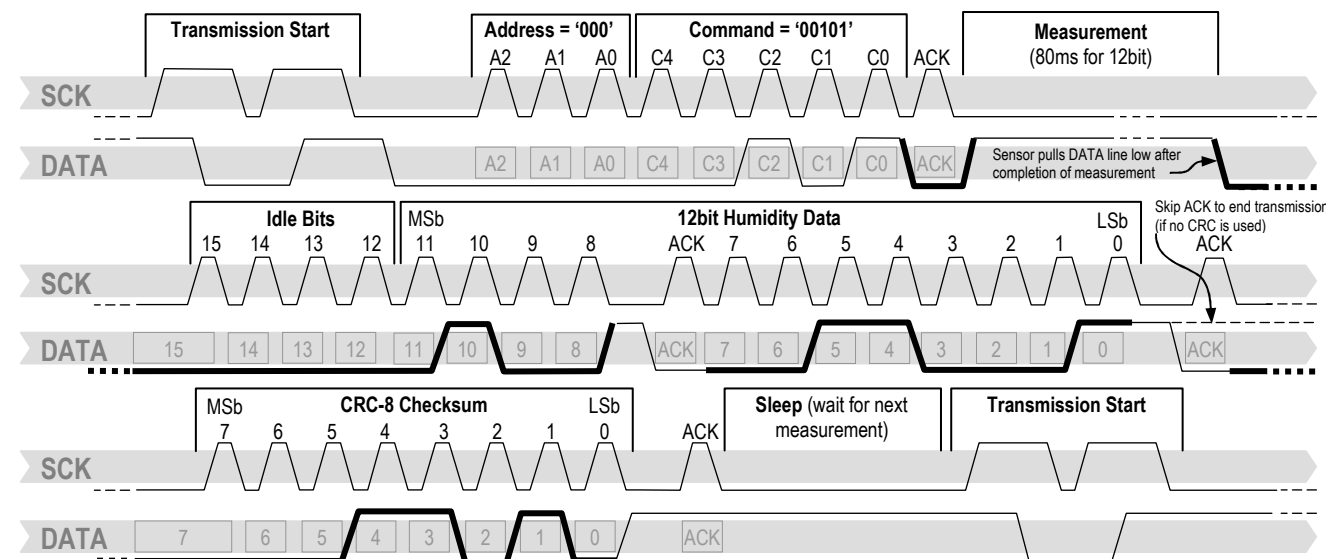 Transmission Start Address = ‘000’ Command = ‘00101’ Measurement
(80ms for 12bit)
A2 A1 A0 C4 C3 C2 C1 C0 ACK
SCK
DATA A2 A1 A0 C4 C3 C2 C1 C0 ACK
Sensor pulls DATA line low after
completion of measurement
Idle Bits MSb 12bit Humidity Data LSb
Skip ACK to end transmission
(if no CRC is used)
15 14 13 12 11 10 9 8 ACK 7 6 5 4 3 2 1 0 ACK
SCK
DATA 15 14 13 12 11 10 9 8 ACK 7 6 5 4 3 2 1 0 ACK
MSb CRC-8 Checksum LSb Sleep (wait for next
measurement)
Transmission Start
7 6 5 4 3 2 1 0 ACK
SCK
DATA 7 6 5 4 3 2 1 0 ACK